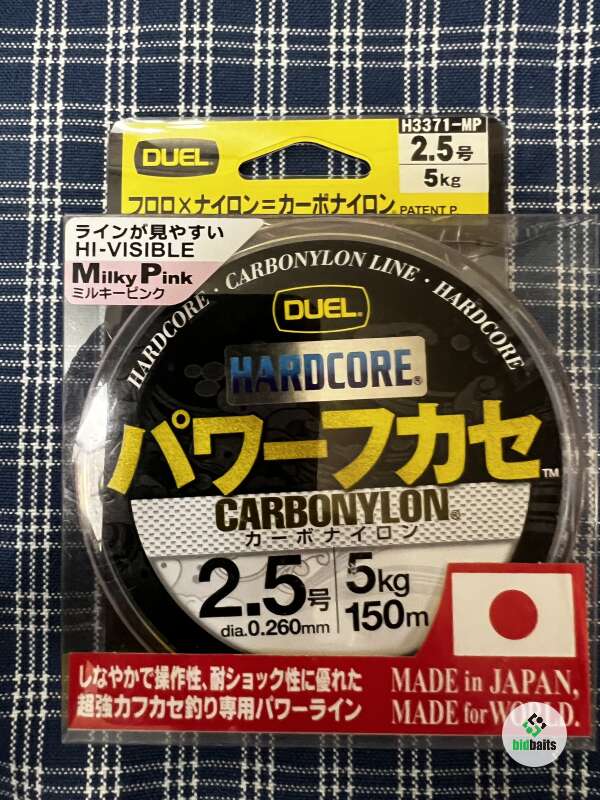 H3371-MP
DUEL®
2.5号
5kg
フロロ×ナイロン=カーボナイロン PATENT P.
ラインが見やすい
HI-VISIBLE
Milky Pink
ミルキーピンク
HARDCORE · CARBONYLON LINE · HARDCORE
DUEL®
HARDCORE®
パワーフカセ™
CARBONYLON®
カーボナイロン
2.5号
5kg
dia.0.260mm
150m
しなやかで操作性、耐ショック性に優れた
超強力フカセ釣り専用パワーライン
MADE in JAPAN,
MADE for WORLD.
bidbaits